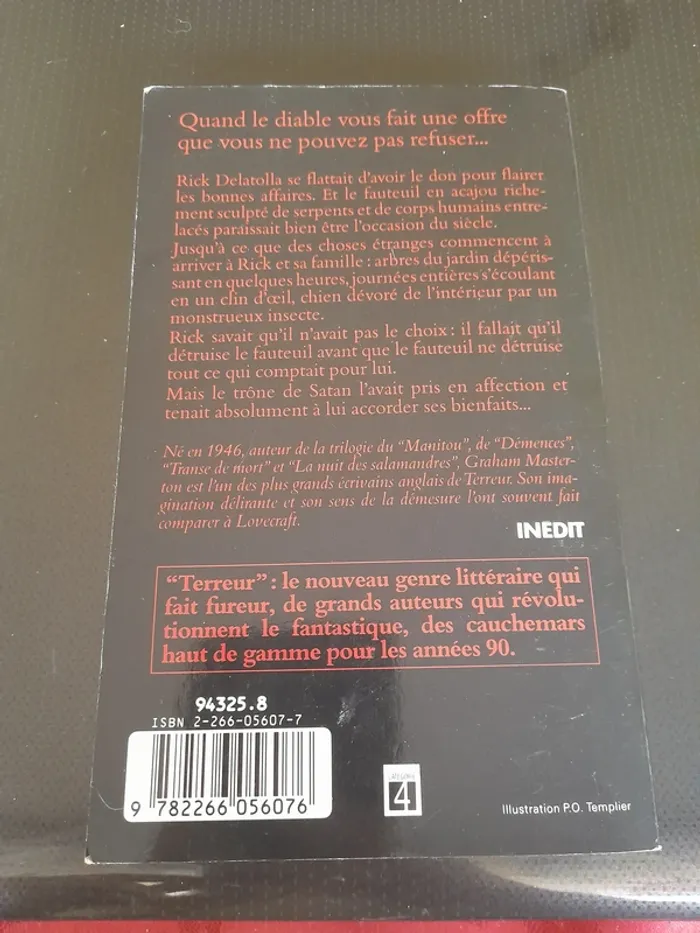 Quand le diable vous fait une offre
que vous ne pouvez pas refuser...
Rick Delatolla se flattait d'avoir le don pour flairer
les bonnes affaires. Et le fauteuil en acajou riche-
ment sculpté de serpents et de corps humains entre-
lacés paraissait bien être l'occasion du siècle.
Jusqu'à ce que des choses étranges commencent à
arriver à Rick et sa famille : arbres du jardin dépéris-
sant en quelques heures, journées entières s'écoulant
en un clin d'œil, chien dévoré de l'intérieur par un
monstrueux insecte.
Rick savait qu'il n'avait pas le choix : il fallait qu'il
détruise le fauteuil avant que le fauteuil ne détruise
tout ce qui comptait pour lui.
Mais le trône de Satan l'avait pris en affection et
tenait absolument à lui accorder ses bienfaits...
Né en 1946, auteur de la trilogie du "Manitou", de "Démences",
"Transe de mort" et "La nuit des salamandres", Graham Master-
ton est l'un des plus grands écrivains anglais de Terreur. Son ima-
gination délirante et son sens de la démesure l'ont souvent fait
comparer à Lovecraft.
INÉDIT
"Terreur" : le nouveau genre littéraire qui
fait fureur, de grands auteurs qui révolu-
tionnent le fantastique, des cauchemars
haut de gamme pour les années 90.
94325.8
ISBN 2-266-05607-7
9 782266 056076
CATÉGORIE
4
Illustration P.O. Templier